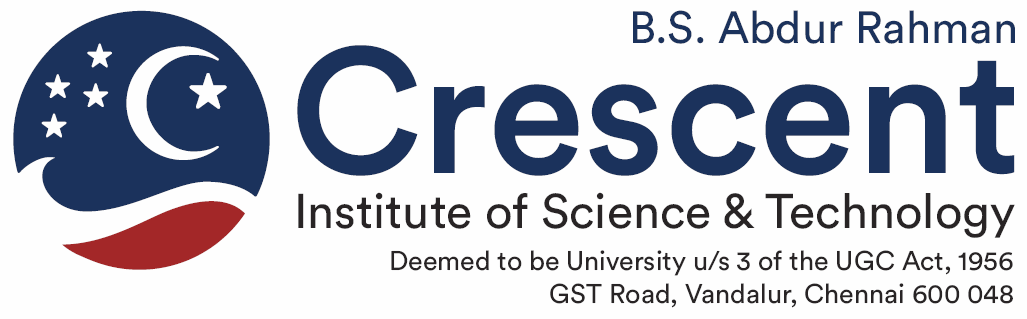 B.S. Abdur Rahman
Crescent
Institute of Science & Technology
Deemed to be University u/s 3 of the UGC Act, 1956
GST Road, Vandalur, Chennai 600 048